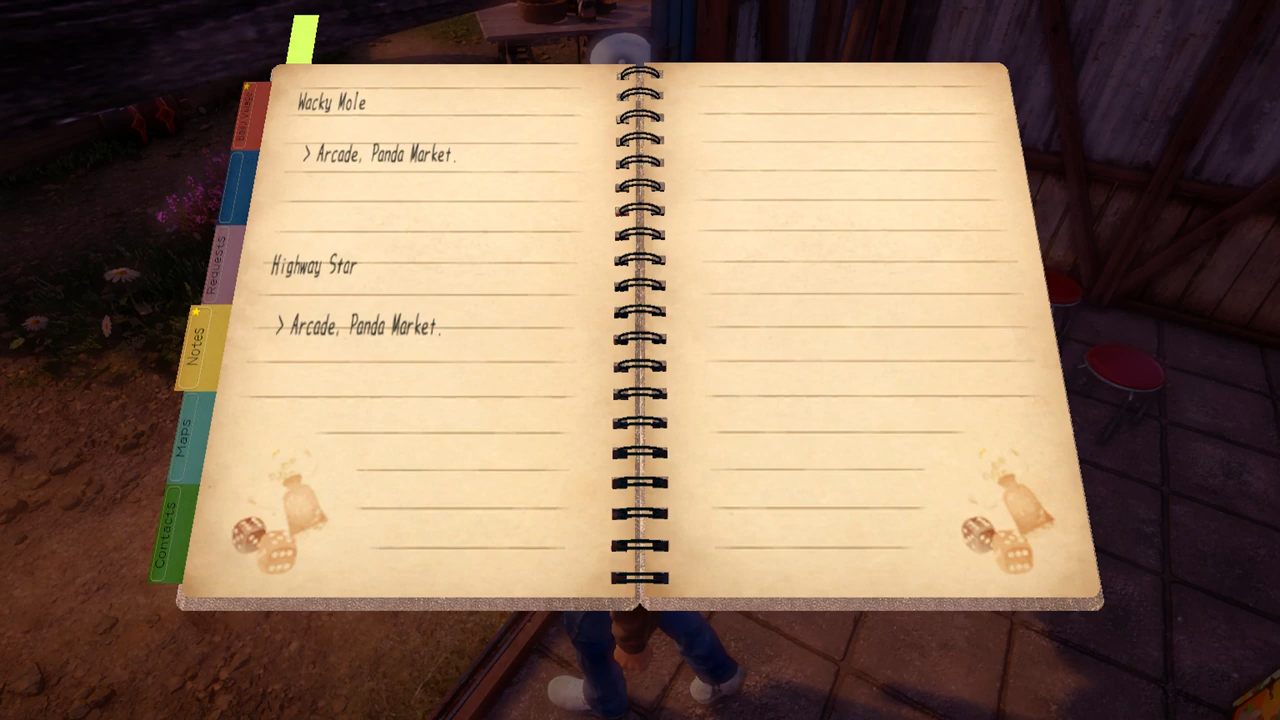 Wacky Mole
> Arcade, Panda Market.
Highway Star
> Arcade, Panda Market.
Requests
Notes
Maps
Contacts